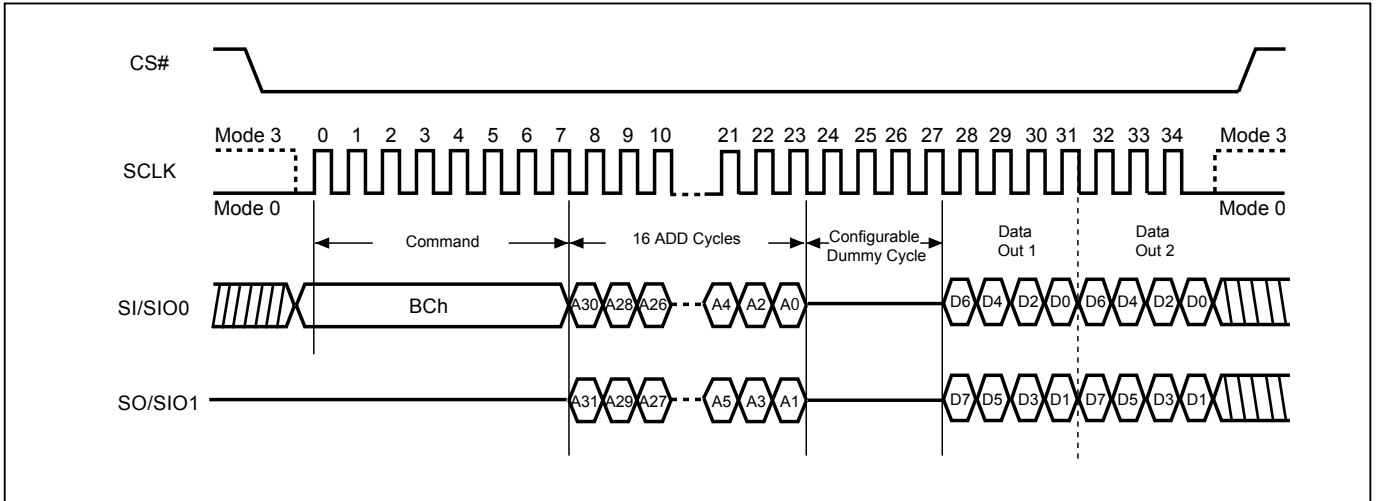 CS#
Mode 3 0 1 2 3 4 5 6 7 8 9 10 21 22 23 24 25 26 27 28 29 30 31 32 33 34 Mode 3
SCLK
Mode 0 Mode 0
Command 16 ADD Cycles Configurable Dummy Cycle Data Out 1 Data Out 2
SI/SIO0 BCh A30 A28 A26 A4 A2 A0 D6 D4 D2 D0 D6 D4 D2 D0
SO/SIO1 A31 A29 A27 A5 A3 A1 D7 D5 D3 D1 D7 D5 D3 D1